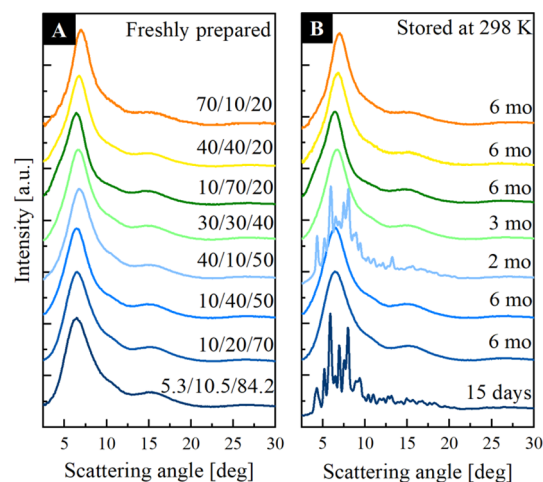 A
Freshly prepared
70/10/20
40/40/20
10/70/20
30/30/40
40/10/50
10/40/50
10/20/70
5.3/10.5/84.2
Intensity [a.u.]
5 10 15 20 25 30
Scattering angle [deg]
B
Stored at 298 K
6 mo
6 mo
6 mo
3 mo
2 mo
6 mo
6 mo
15 days
5 10 15 20 25 30
Scattering angle [deg]